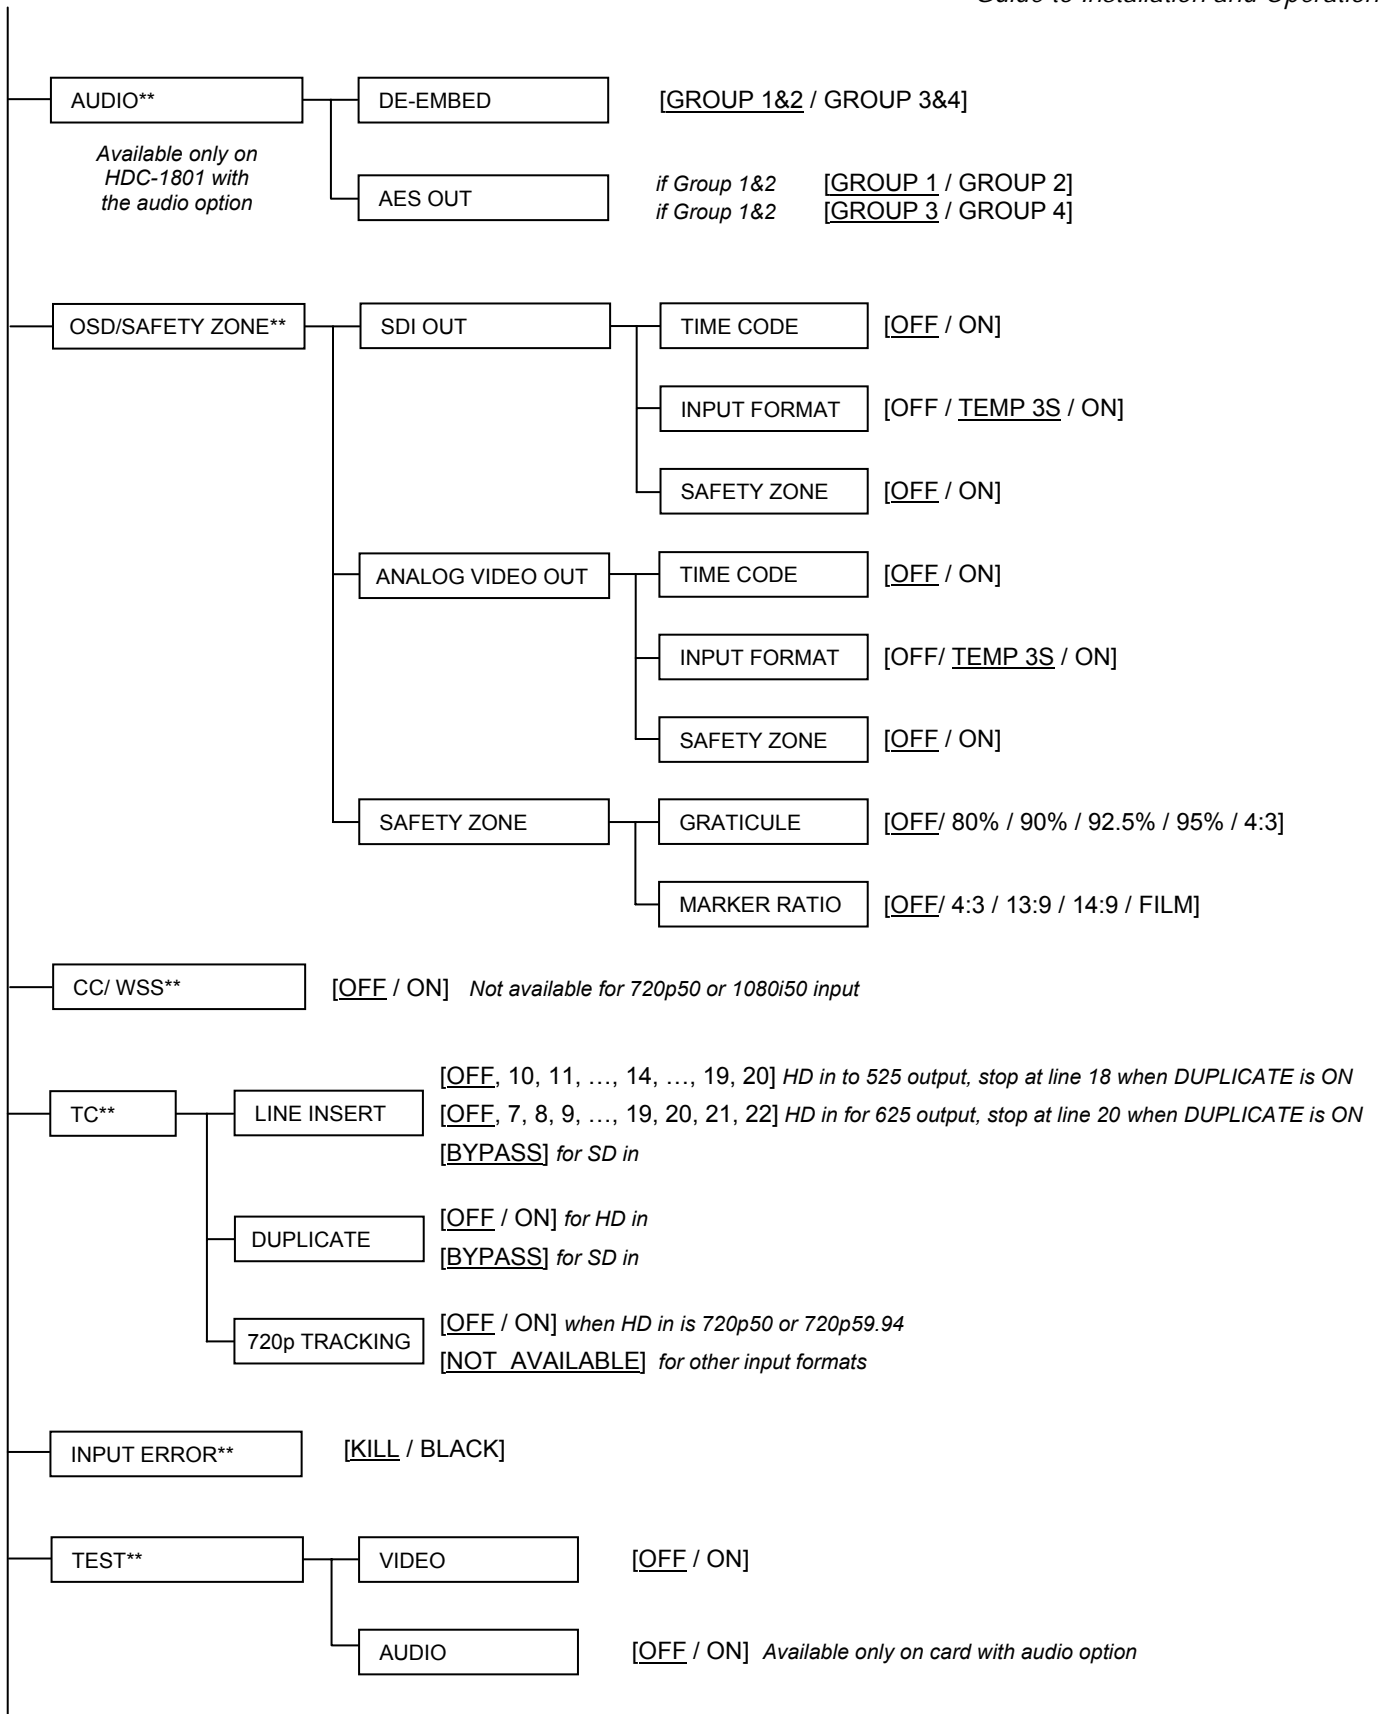 Guide to Installation and Operation
AUDIO**
DE-EMBED
[GROUP 1&2 / GROUP 3&4]
Available only on
HDC-1801 with
the audio option
AES OUT
if Group 1&2 [GROUP 1 / GROUP 2]
if Group 1&2 [GROUP 3 / GROUP 4]
OSD/SAFETY ZONE**
SDI OUT
TIME CODE
[OFF / ON]
INPUT FORMAT
[OFF / TEMP 3S / ON]
SAFETY ZONE
[OFF / ON]
ANALOG VIDEO OUT
TIME CODE
[OFF / ON]
INPUT FORMAT
[OFF/ TEMP 3S / ON]
SAFETY ZONE
[OFF / ON]
SAFETY ZONE
GRATICULE
[OFF/ 80% / 90% / 92.5% / 95% / 4:3]
MARKER RATIO
[OFF/ 4:3 / 13:9 / 14:9 / FILM]
CC/ WSS**
[OFF / ON] Not available for 720p50 or 1080i50 input
TC**
LINE INSERT
[OFF, 10, 11, …, 14, …, 19, 20] HD in to 525 output, stop at line 18 when DUPLICATE is ON
[OFF, 7, 8, 9, …, 19, 20, 21, 22] HD in for 625 output, stop at line 20 when DUPLICATE is ON
[BYPASS] for SD in
DUPLICATE
[OFF / ON] for HD in
[BYPASS] for SD in
720p TRACKING
[OFF / ON] when HD in is 720p50 or 720p59.94
[NOT_AVAILABLE] for other input formats
INPUT ERROR**
[KILL / BLACK]
TEST**
VIDEO
[OFF / ON]
AUDIO
[OFF / ON] Available only on card with audio option